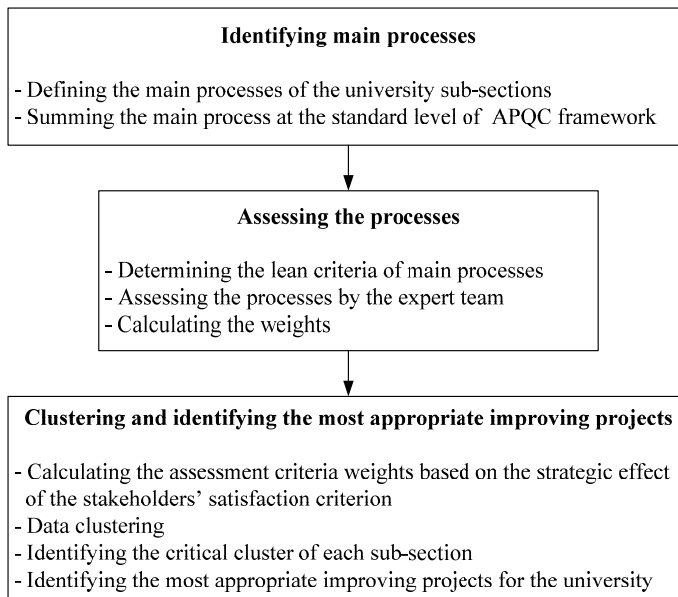 Identifying main processes
- Defining the main processes of the university sub-sections
- Summing the main process at the standard level of APQC framework
Assessing the processes
- Determining the lean criteria of main processes
- Assessing the processes by the expert team
- Calculating the weights
Clustering and identifying the most appropriate improving projects
- Calculating the assessment criteria weights based on the strategic effect
of the stakeholders’ satisfaction criterion
- Data clustering
- Identifying the critical cluster of each sub-section
- Identifying the most appropriate improving projects for the university